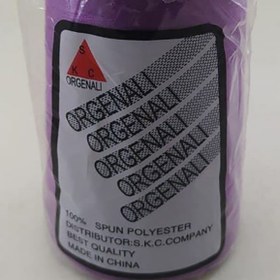 S
K C
ORGENALI
ORGENALI
ORGENALI
ORGENALI
ORGENALI
ORGENALI
100% SPUN POLYESTER
DISTRIBUTOR:S.K.C.COMPANY
BEST QUALITY
MADE IN CHINA